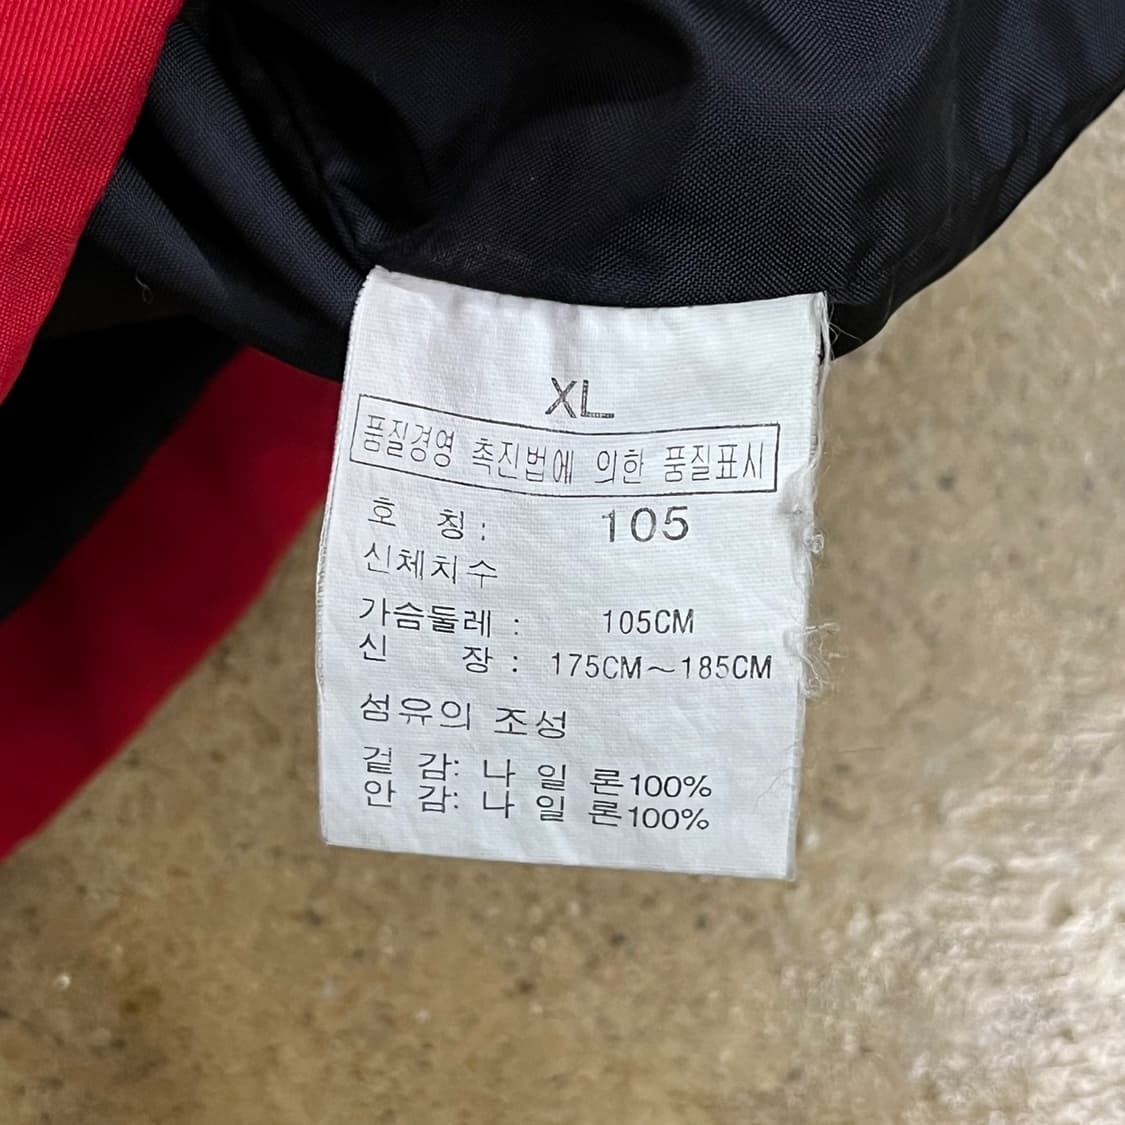 XL
품질경영 촉진법에 의한 품질표시
호 칭 : 105
신체치수
가슴둘레 : 105CM
신 장 : 175CM~185CM
섬유의 조성
겉 감: 나 일 론100%
안 감: 나 일 론100%